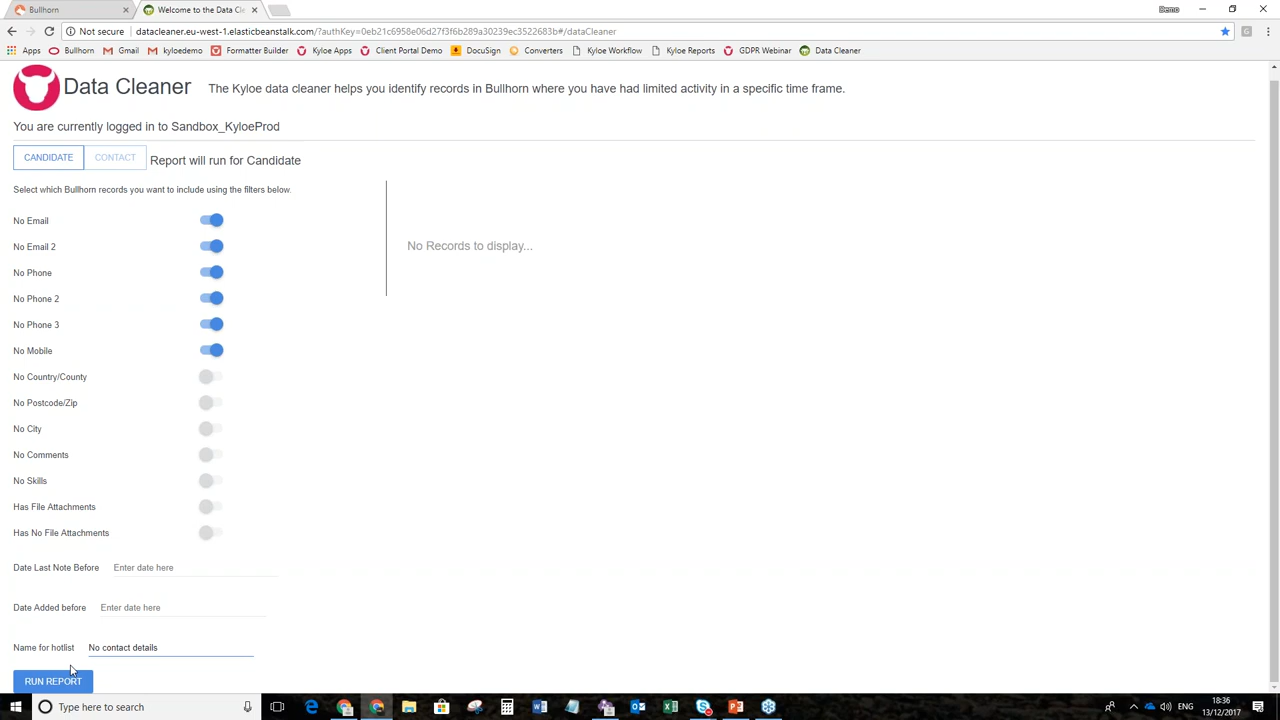 Bullhorn
Welcome to the Data Cle
Demo
Not secure
datacleaner.eu-west-1.elasticbeanstalk.com/?authKey=0eb21c6958e06d27f3f6b289a30239ec3522683b#/dataCleaner
Apps Bullhorn Gmail kyloedemo Formatter Builder Kyloe Apps Client Portal Demo DocuSign Converters Kyloe Workflow Kyloe Reports GDPR Webinar Data Cleaner
Data Cleaner
The Kyloe data cleaner helps you identify records in Bullhorn where you have had limited activity in a specific time frame.
You are currently logged in to Sandbox_KyloeProd
CANDIDATE CONTACT Report will run for Candidate
Select which Bullhorn records you want to include using the filters below.
No Email
No Records to display...
No Email 2
No Phone
No Phone 2
No Phone 3
No Mobile
No Country/County
No Postcode/Zip
No City
No Comments
No Skills
Has File Attachments
Has No File Attachments
Date Last Note Before Enter date here
Date Added before Enter date here
Name for hotlist No contact details
RUN REPORT
Type here to search
ENG
18:36
13/12/2017